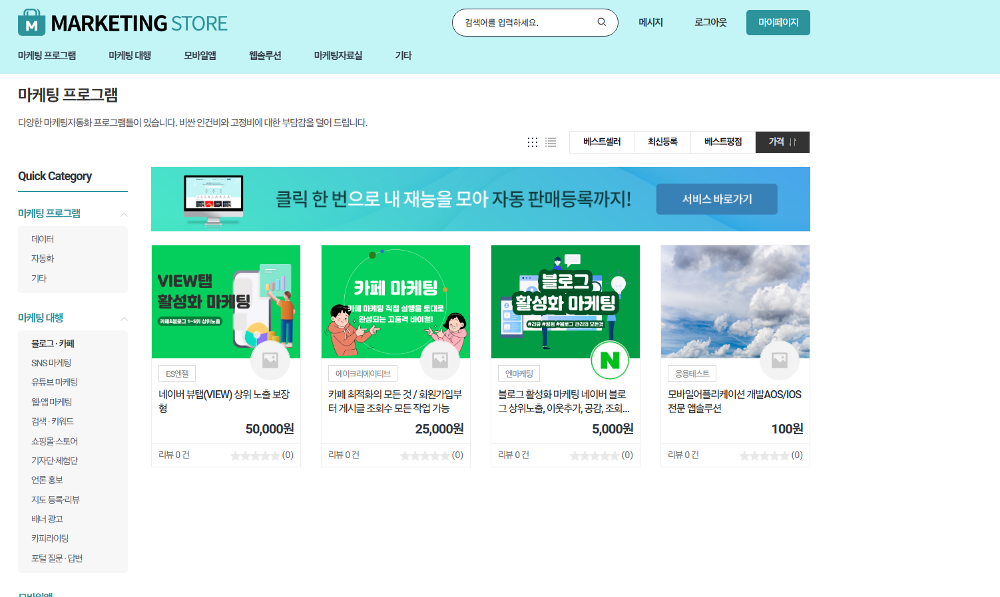 M MARKETING STORE
검색어를 입력하세요.
메시지
로그아웃
마이페이지
마케팅 프로그램
마케팅 대행
모바일앱
웹솔루션
마케팅자료실
기타
마케팅 프로그램
다양한 마케팅자동화 프로그램들이 있습니다. 비싼 인건비와 고정비에 대한 부담감을 덜어 드립니다.
베스트셀러
최신등록
베스트평점
가격
Quick Category
마케팅 프로그램
데이터
자동화
기타
마케팅 대행
블로그 · 카페
SNS 마케팅
유튜브 마케팅
웹·앱 마케팅
검색 · 키워드
쇼핑몰·스토어
기자단·체험단
언론 홍보
지도 등록·리뷰
배너 광고
카피라이팅
포털 질문 · 답변
모바일앱
클릭 한 번으로 내 재능을 모아 자동 판매등록까지!
서비스 바로가기
VIEW탭
활성화 마케팅
카페&블로그 1~5위 상위노출
ES엔젤
네이버 뷰탭(VIEW) 상위 노출 보장
형
50,000원
리뷰 0 건
(0)
카페 마케팅
카페 마케팅 직접 실행을 토대로
완성되는 고품격 바이럴!
에이크리에이티브
카페 최적화의 모든 것 / 회원가입부
터 게시글 조회수 모든 작업 가능
25,000원
리뷰 0 건
(0)
블로그
활성화 마케팅
#리뷰 #평점 #블로그 관리의 모든것
N
엔마케팅
블로그 활성화 마케팅 네이버 블로
그 상위노출, 이웃추가, 공감, 조회...
5,000원
리뷰 0 건
(0)
응용테스트
모바일어플리케이션 개발AOS/IOS
전문 앱솔루션
100원
리뷰 0 건
(0)